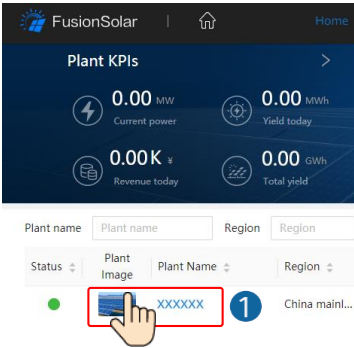 FusionSolar Home
Plant KPIs >
0.00 MW 0.00 MWh
Current power Yield today
0.00 K ¥ 0.00 GWh
Revenue today Total yield
Plant name Plant name Region Region
Status Plant Image Plant Name Region
XXXXXX 1 China mainl...